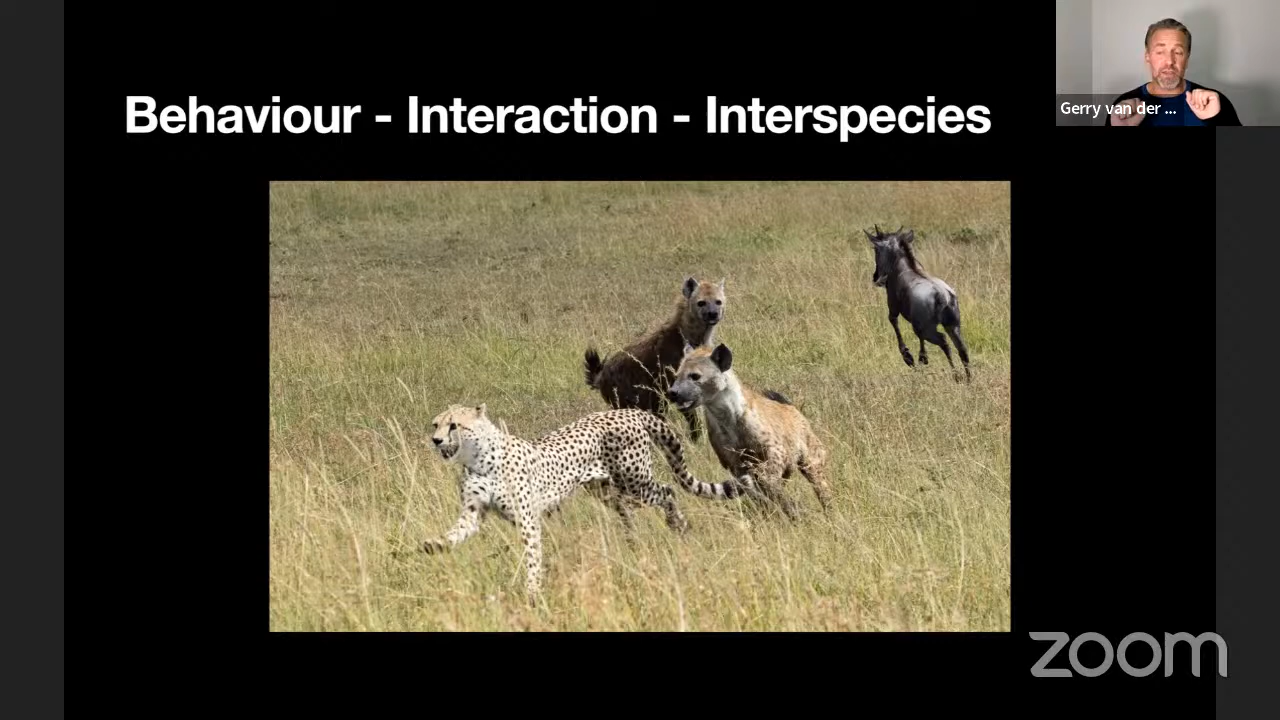 Behaviour - Interaction - Interspecies
Gerry van der ...
zoom